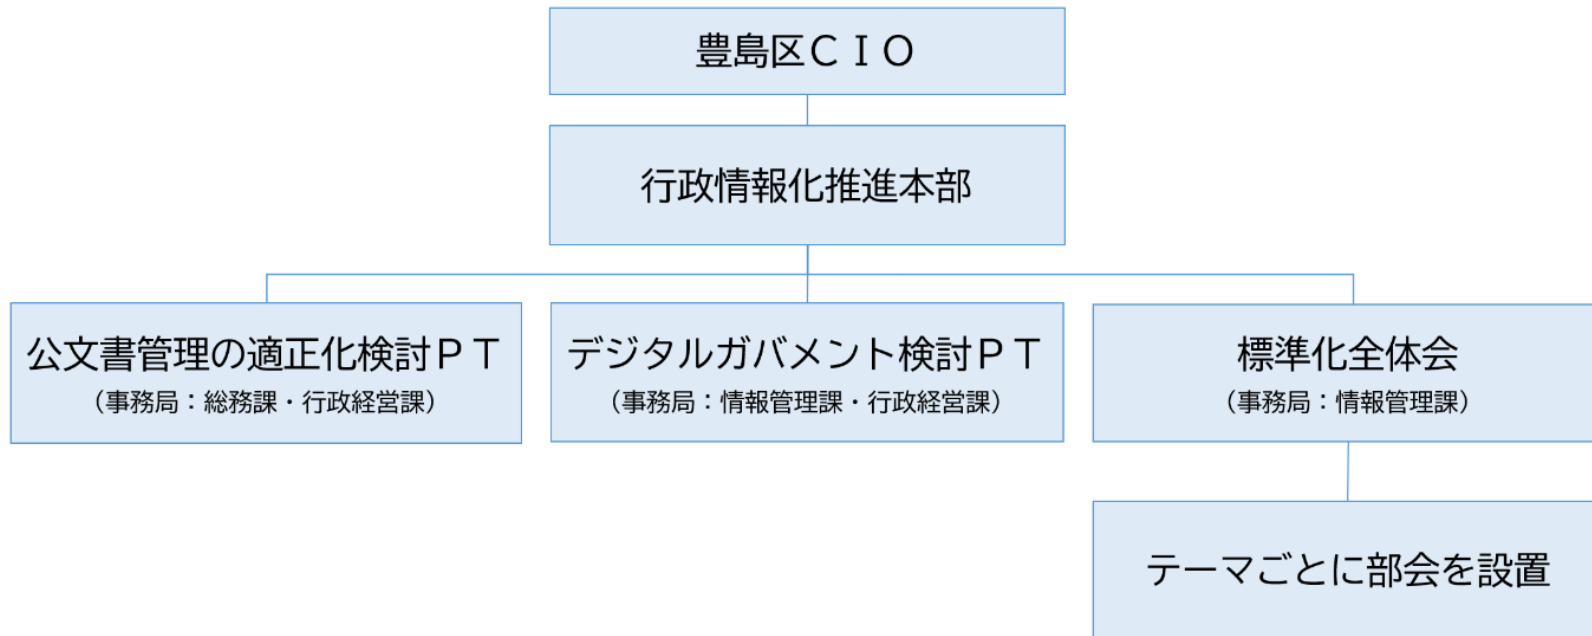 豊島区ＣＩＯ
行政情報化推進本部
公文書管理の適正化検討ＰＴ
（事務局：総務課・行政経営課）
デジタルガバメント検討ＰＴ
（事務局：情報管理課・行政経営課）
標準化全体会
（事務局：情報管理課）
テーマごとに部会を設置